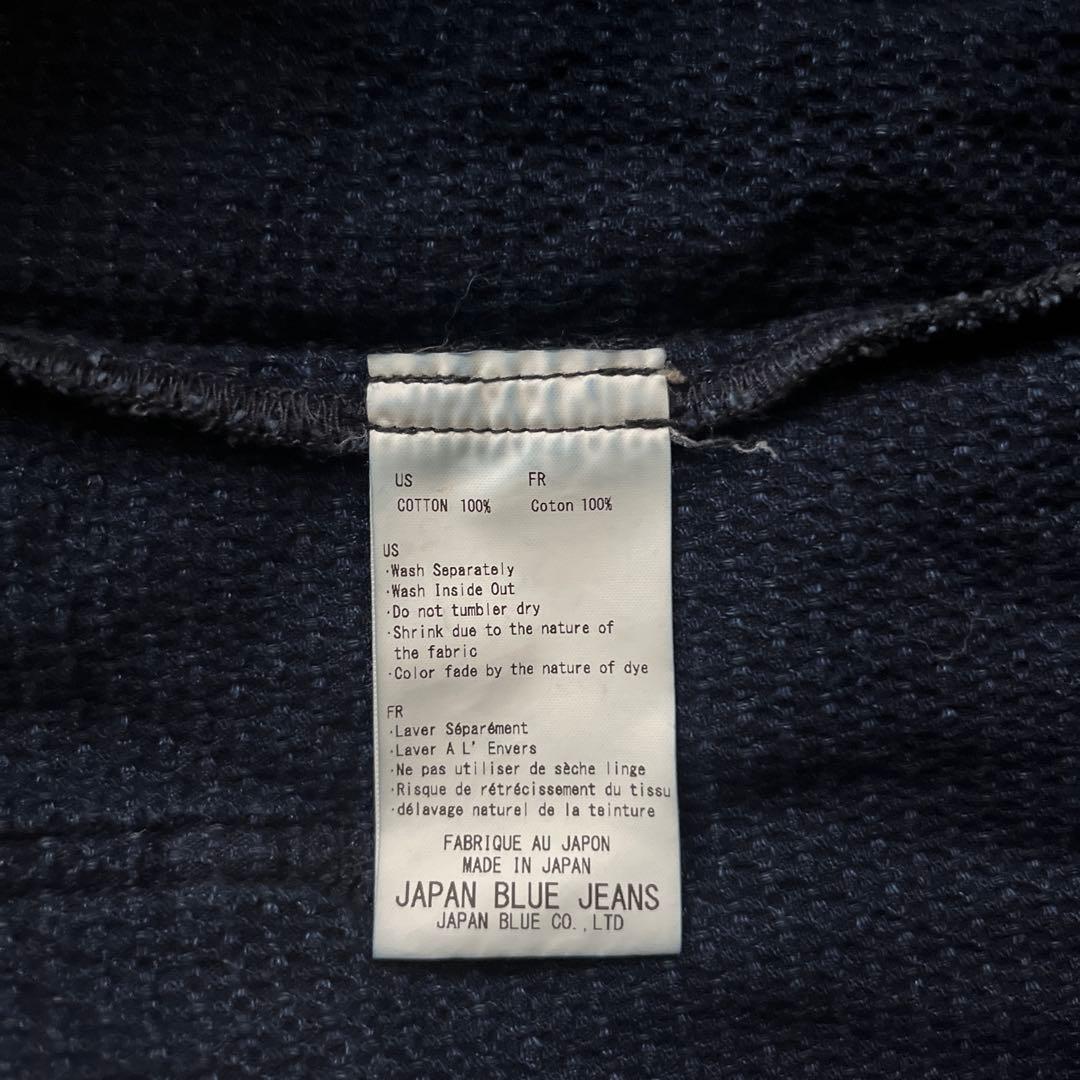 US FR
COTTON 100% Coton 100%
US
·Wash Separately
·Wash Inside Out
·Do not tumbler dry
·Shrink due to the nature of
the fabric
·Color fade by the nature of dye
FR
·Laver Séparément
·Laver A L' Envers
·Ne pas utiliser de sèche linge
·Risque de rétrécissement du tissu
·délavage naturel de la teinture
FABRIQUE AU JAPON
MADE IN JAPAN
JAPAN BLUE JEANS
JAPAN BLUE CO.,LTD